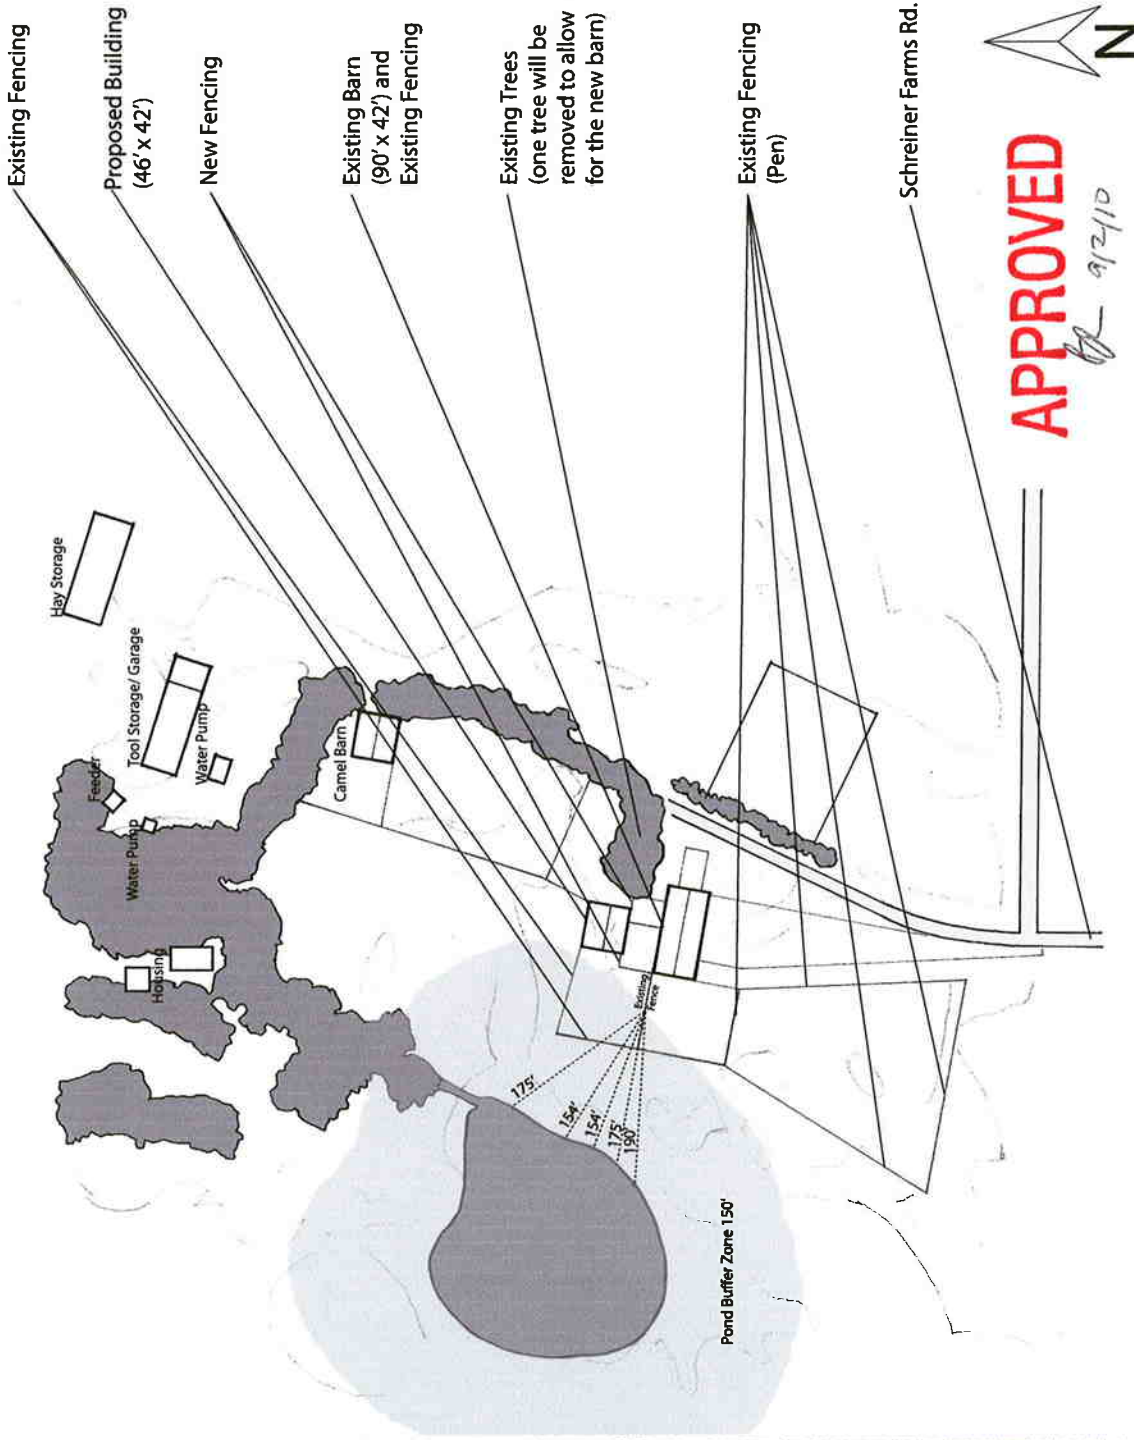 Existing Fencing
Proposed Building
(46' x 42')
New Fencing
Existing Barn
(90' x 42') and
Existing Fencing
Existing Trees
(one tree will be
removed to allow
for the new barn)
Existing Fencing
(Pen)
Schreiner Farms Rd.
Hay Storage
Tool Storage/ Garage
Water Pump
Feeder
Water Pump
Housing
Camel Barn
Existing
Fence
175'
154'
154'
175'
190'
Pond Buffer Zone 150'
APPROVED
9/2/10
N